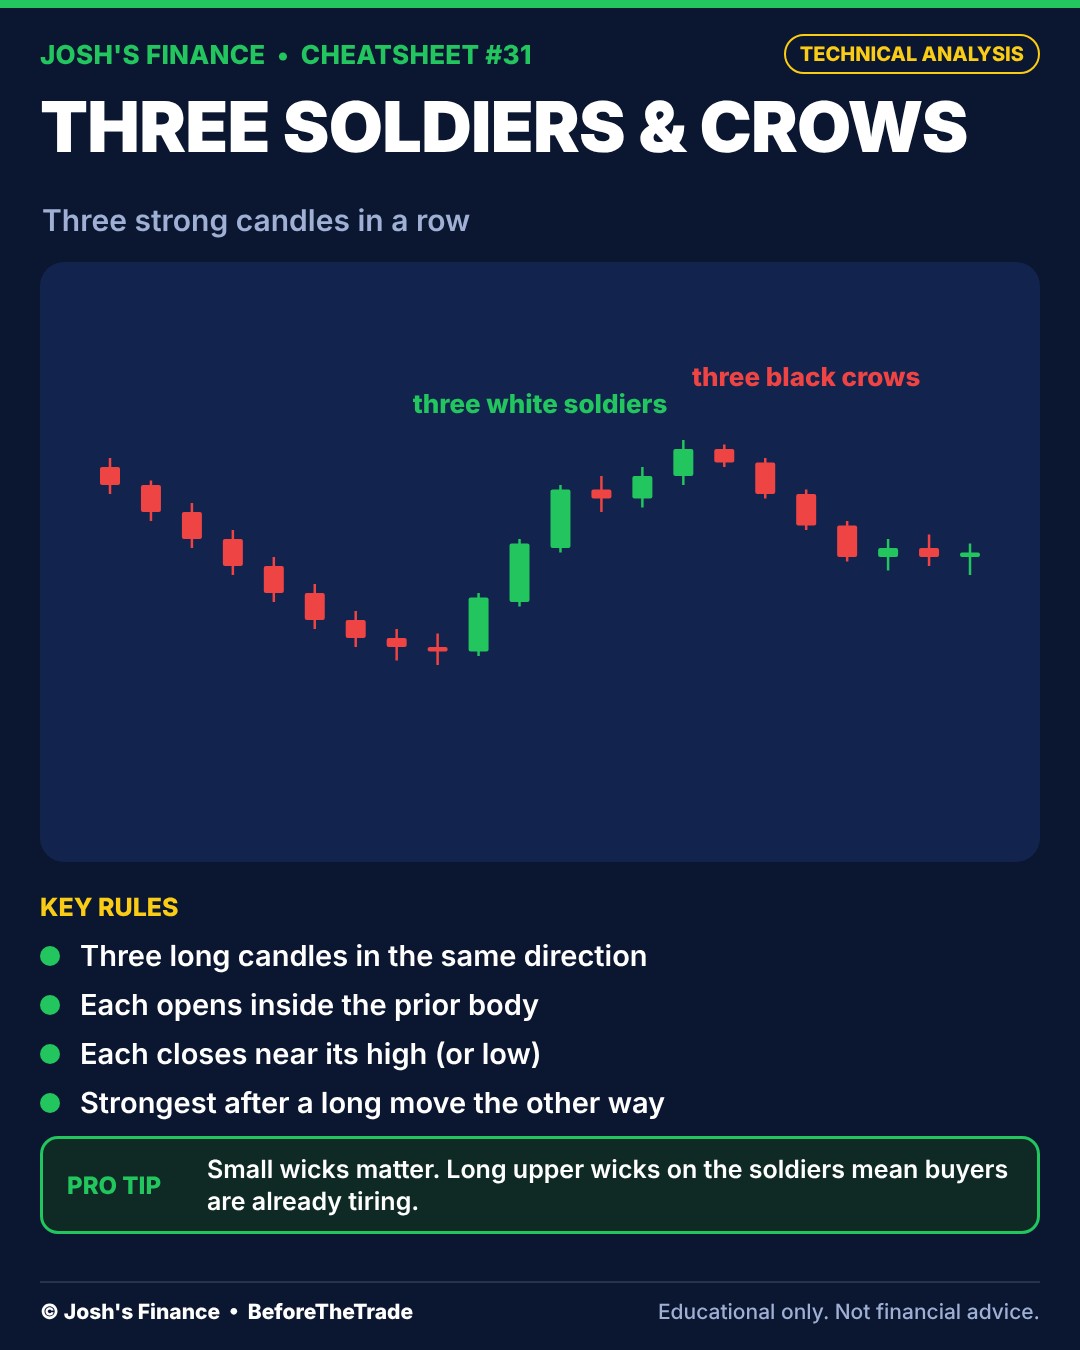 JOSH'S FINANCE • CHEATSHEET #31
TECHNICAL ANALYSIS
THREE SOLDIERS & CROWS
Three strong candles in a row
three black crows
three white soldiers
KEY RULES
Three long candles in the same direction
Each opens inside the prior body
Each closes near its high (or low)
Strongest after a long move the other way
PRO TIP
Small wicks matter. Long upper wicks on the soldiers mean buyers
are already tiring.
© Josh's Finance • BeforeTheTrade
Educational only. Not financial advice.